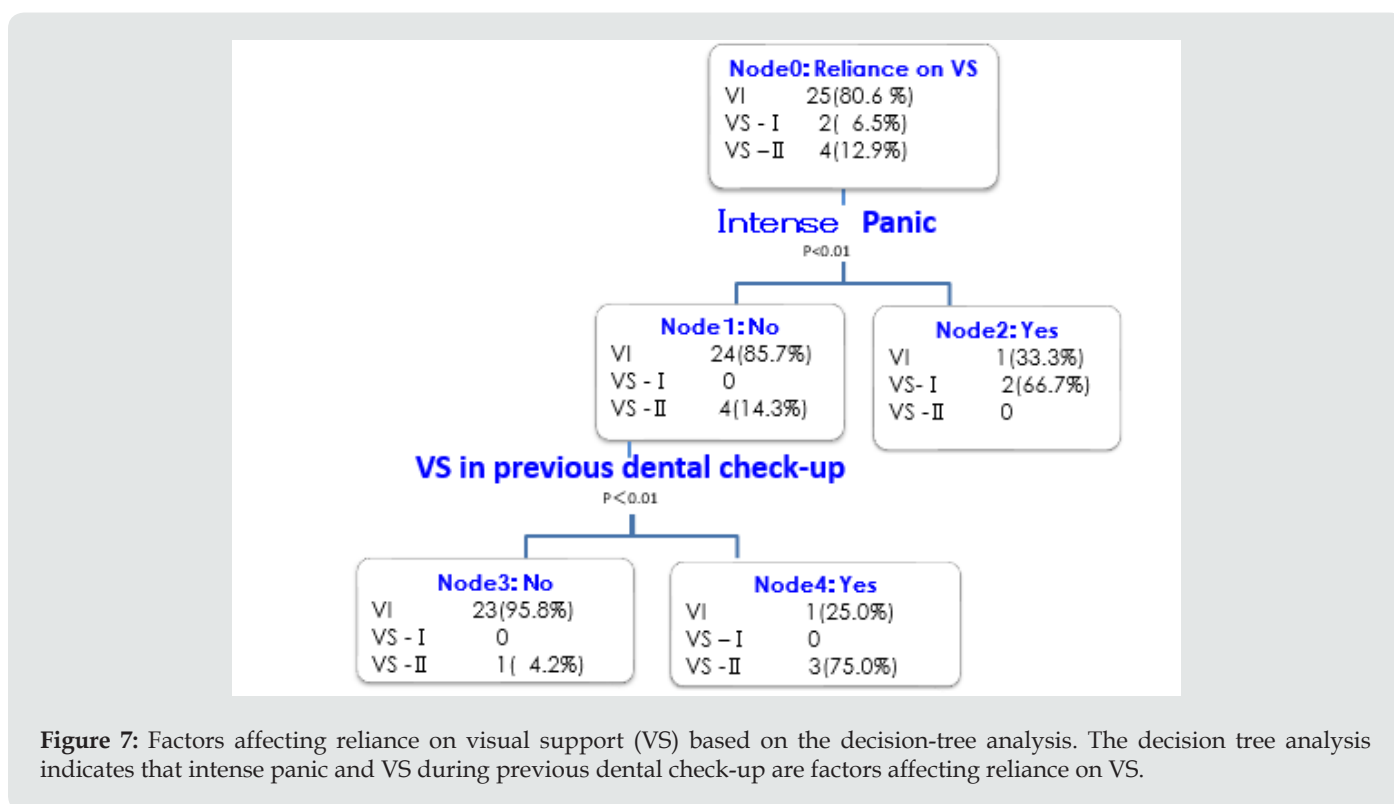 Node0: Reliance on VS
VI 25(80.6 %)
VS - Ⅰ 2( 6.5%)
VS –Ⅱ 4(12.9%)
Intense Panic
P<0.01
Node1: No
VI 24(85.7%)
VS - Ⅰ 0
VS -Ⅱ 4(14.3%)
Node2: Yes
VI 1(33.3%)
VS- Ⅰ 2(66.7%)
VS -Ⅱ 0
VS in previous dental check-up
P<0.01
Node3: No
VI 23(95.8%)
VS - Ⅰ 0
VS -Ⅱ 1( 4.2%)
Node4: Yes
VI 1(25.0%)
VS – Ⅰ 0
VS -Ⅱ 3(75.0%)
Figure 7: Factors affecting reliance on visual support (VS) based on the decision-tree analysis. The decision tree analysis
indicates that intense panic and VS during previous dental check-up are factors affecting reliance on VS.